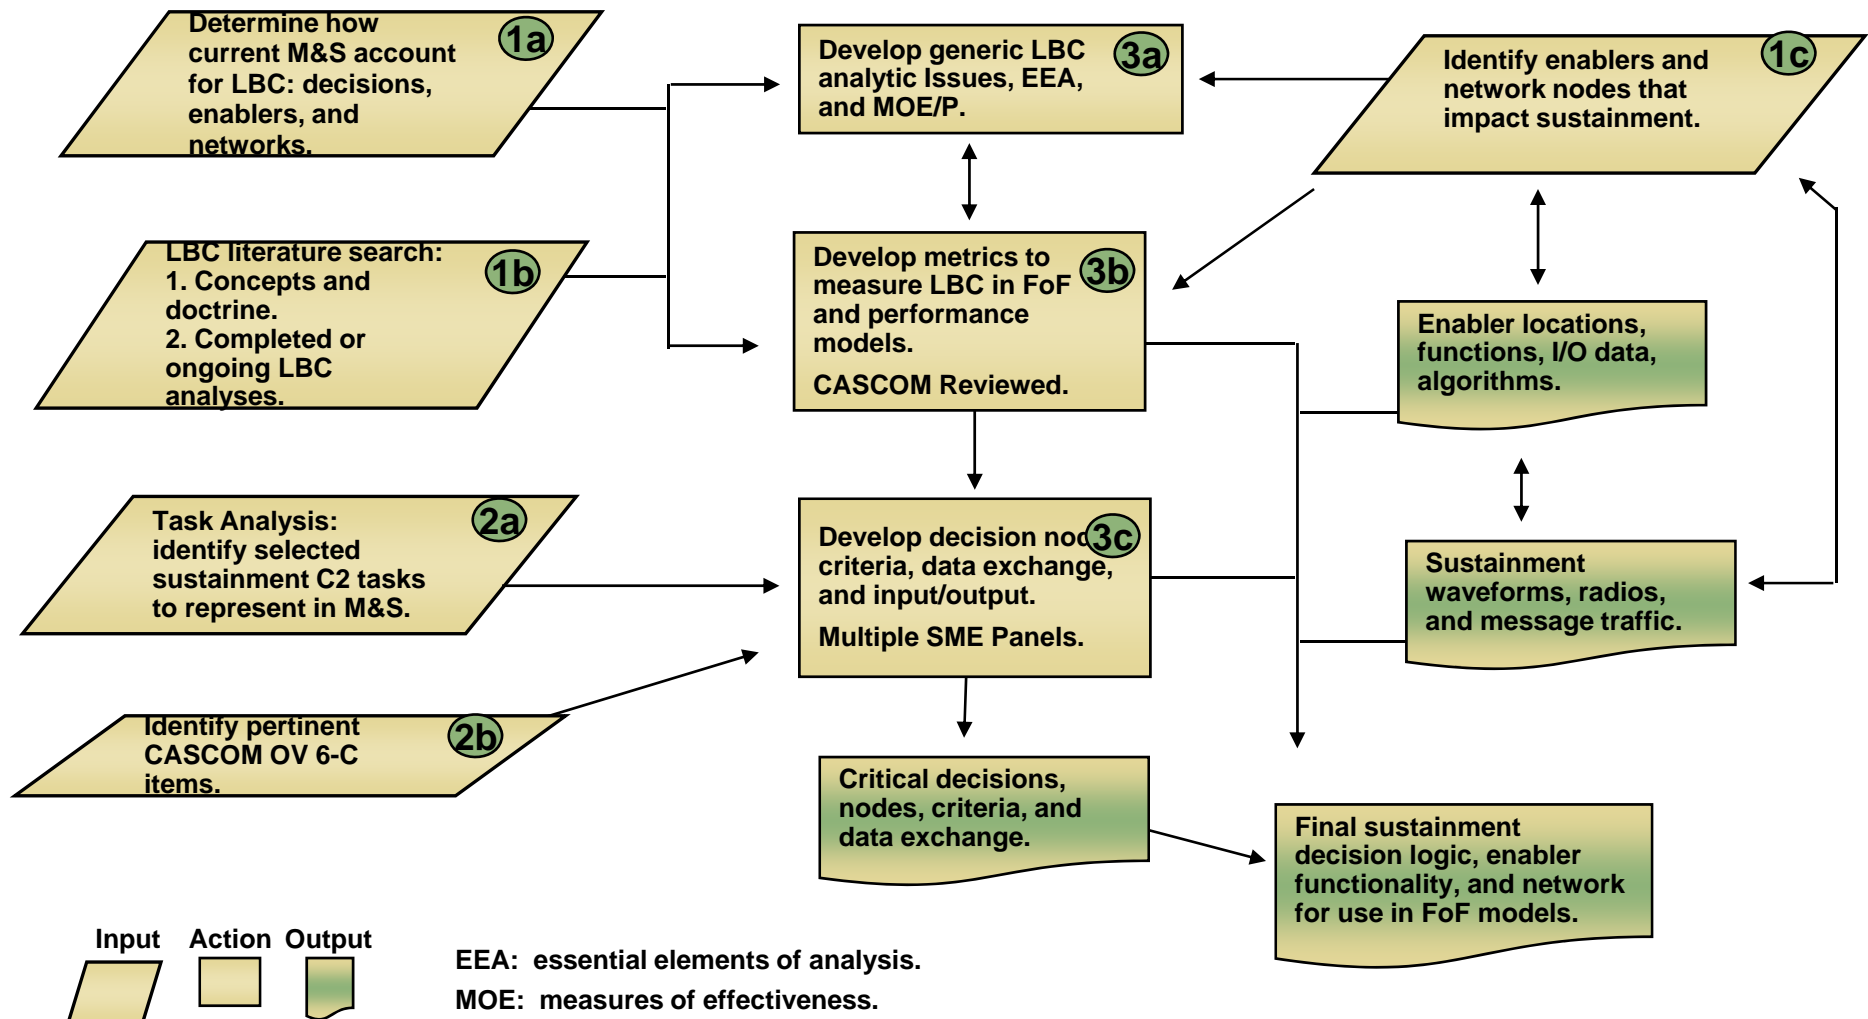 Determine how
current M&S account
for LBC: decisions,
enablers, and
networks.
1a
Develop generic LBC
analytic Issues, EEA,
and MOE/P.
3a
Identify enablers and
network nodes that
impact sustainment.
1c
LBC literature search:
1. Concepts and
doctrine.
2. Completed or
ongoing LBC
analyses.
1b
Develop metrics to
measure LBC in FoF
and performance
models.
CASCOM Reviewed.
3b
Enabler locations,
functions, I/O data,
algorithms.
Task Analysis:
identify selected
sustainment C2 tasks
to represent in M&S.
2a
Develop decision
criteria, data exchange,
and input/output.
Multiple SME Panels.
3c
Sustainment
waveforms, radios,
and message traffic.
Identify pertinent
CASCOM OV 6-C
items.
2b
Critical decisions,
nodes, criteria, and
data exchange.
Final sustainment
decision logic, enabler
functionality, and network
for use in FoF models.
Input Action Output
EEA: essential elements of analysis.
MOE: measures of effectiveness.